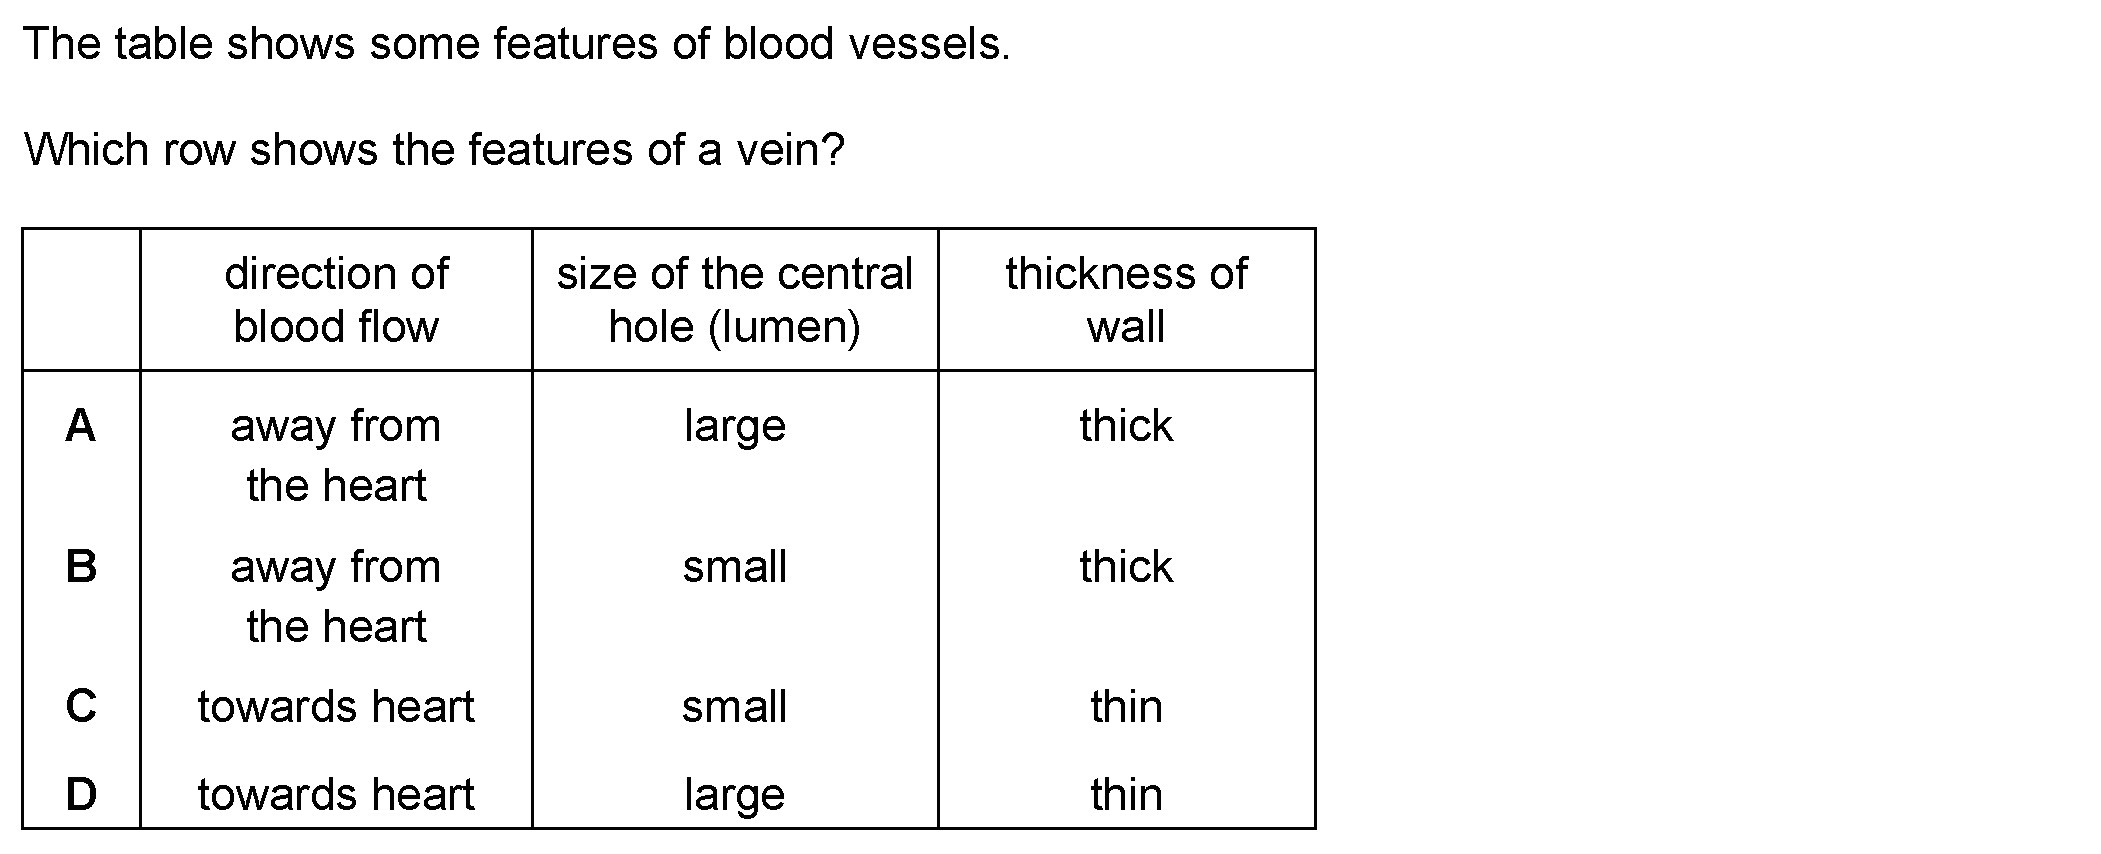 The table shows some features of blood vessels.
Which row shows the features of a vein?
direction of blood flow size of the central hole (lumen) thickness of wall
A away from the heart large thick
B away from the heart small thick
C towards heart small thin
D towards heart large thin